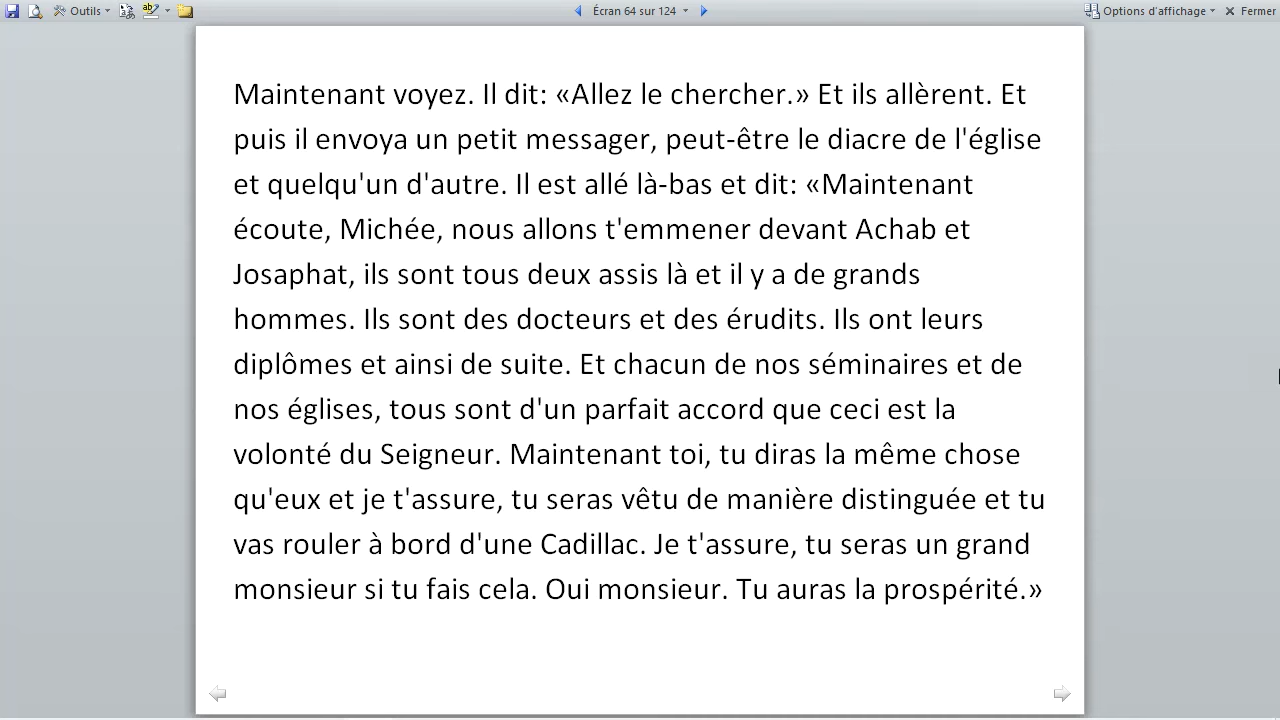 Outils
Écran 64 sur 124
Options d'affichage
Fermer
Maintenant voyez. Il dit: «Allez le chercher.» Et ils allèrent. Et
puis il envoya un petit messager, peut-être le diacre de l'église
et quelqu'un d'autre. Il est allé là-bas et dit: «Maintenant
écoute, Michée, nous allons t'emmener devant Achab et
Josaphat, ils sont tous deux assis là et il y a de grands
hommes. Ils sont des docteurs et des érudits. Ils ont leurs
diplômes et ainsi de suite. Et chacun de nos séminaires et de
nos églises, tous sont d'un parfait accord que ceci est la
volonté du Seigneur. Maintenant toi, tu diras la même chose
qu'eux et je t'assure, tu seras vêtu de manière distinguée et tu
vas rouler à bord d'une Cadillac. Je t'assure, tu seras un grand
monsieur si tu fais cela. Oui monsieur. Tu auras la prospérité.»